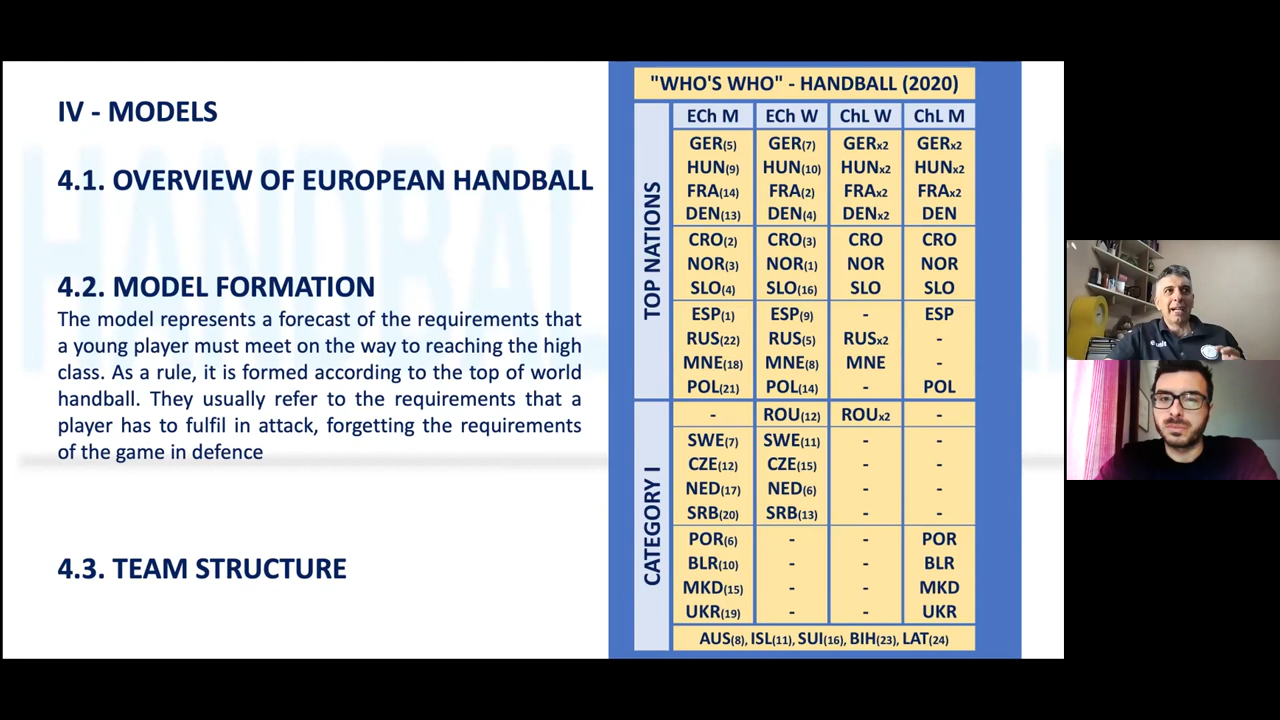 IV - MODELS
4.1. OVERVIEW OF EUROPEAN HANDBALL
4.2. MODEL FORMATION
The model represents a forecast of the requirements that
a young player must meet on the way to reaching the high
class. As a rule, it is formed according to the top of world
handball. They usually refer to the requirements that a
player has to fulfil in attack, forgetting the requirements
of the game in defence
4.3. TEAM STRUCTURE
"WHO'S WHO" - HANDBALL (2020)
ECh M ECh W ChL W ChL M
TOP NATIONS
GER(5) GER(7) GERx2 GERx2
HUN(9) HUN(10) HUNx2 HUNx2
FRA(14) FRA(2) FRAx2 FRAx2
DEN(13) DEN(4) DENx2 DEN
CRO(2) CRO(3) CRO CRO
NOR(3) NOR(1) NOR NOR
SLO(4) SLO(16) SLO SLO
ESP(1) ESP(9) - ESP
RUS(22) RUS(5) RUSx2 -
MNE(18) MNE(8) MNE -
POL(21) POL(14) - POL
CATEGORY I
- ROU(12) ROUx2 -
SWE(7) SWE(11) - -
CZE(12) CZE(15) - -
NED(17) NED(6) - -
SRB(20) SRB(13) - -
POR(6) - - POR
BLR(10) - - BLR
MKD(15) - - MKD
UKR(19) - - UKR
AUS(8), ISL(11), SUI(16), BIH(23), LAT(24)